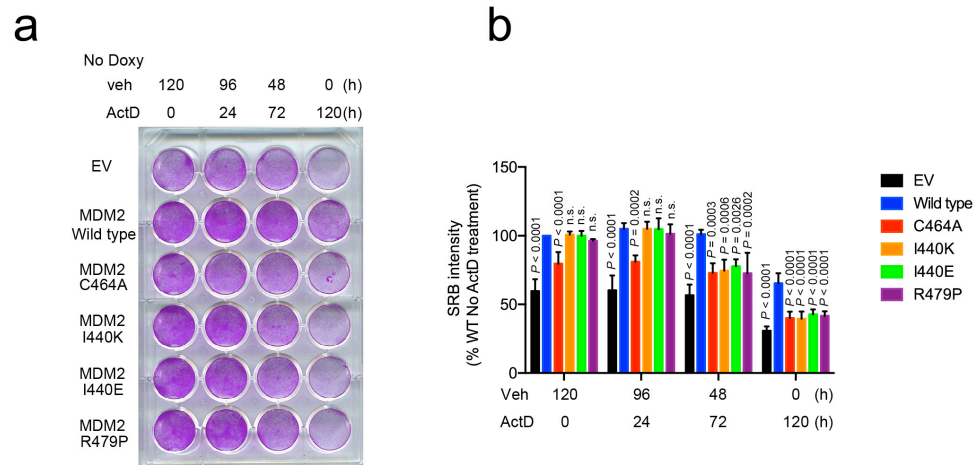 a
No Doxy
veh 120 96 48 0 (h)
ActD 0 24 72 120(h)
EV
MDM2
Wild type
MDM2
C464A
MDM2
I440K
MDM2
I440E
MDM2
R479P
b
SRB intensity
(% WT No ActD treatment)
150
100
50
0
P < 0.0001
P < 0.0001
n.s.
n.s.
n.s.
P < 0.0001
P = 0.0002
n.s.
n.s.
n.s.
P < 0.0001
P = 0.0003
P = 0.0006
P = 0.0026
P = 0.0002
P < 0.0001
P < 0.0001
P < 0.0001
P < 0.0001
P < 0.0001
Veh 120 96 48 0 (h)
ActD 0 24 72 120 (h)
EV
Wild type
C464A
I440K
I440E
R479P